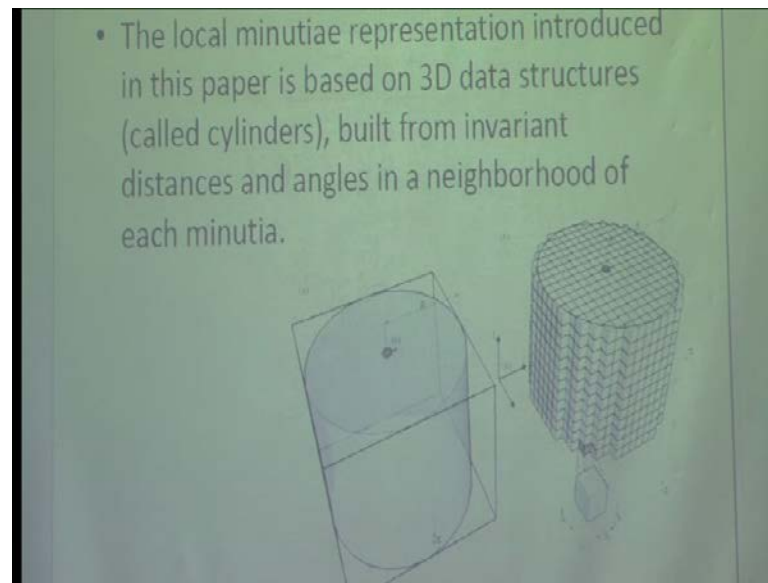 • The local minutiae representation introduced
in this paper is based on 3D data structures
(called cylinders), built from invariant
distances and angles in a neighborhood of
each minutia.